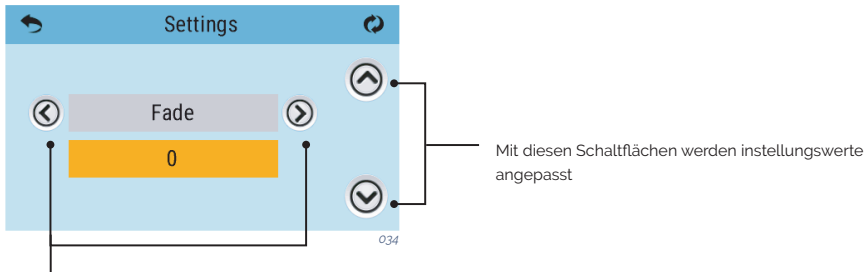 Settings
Fade
0
Mit diesen Schaltflächen werden instellungswerte
angepasst
034